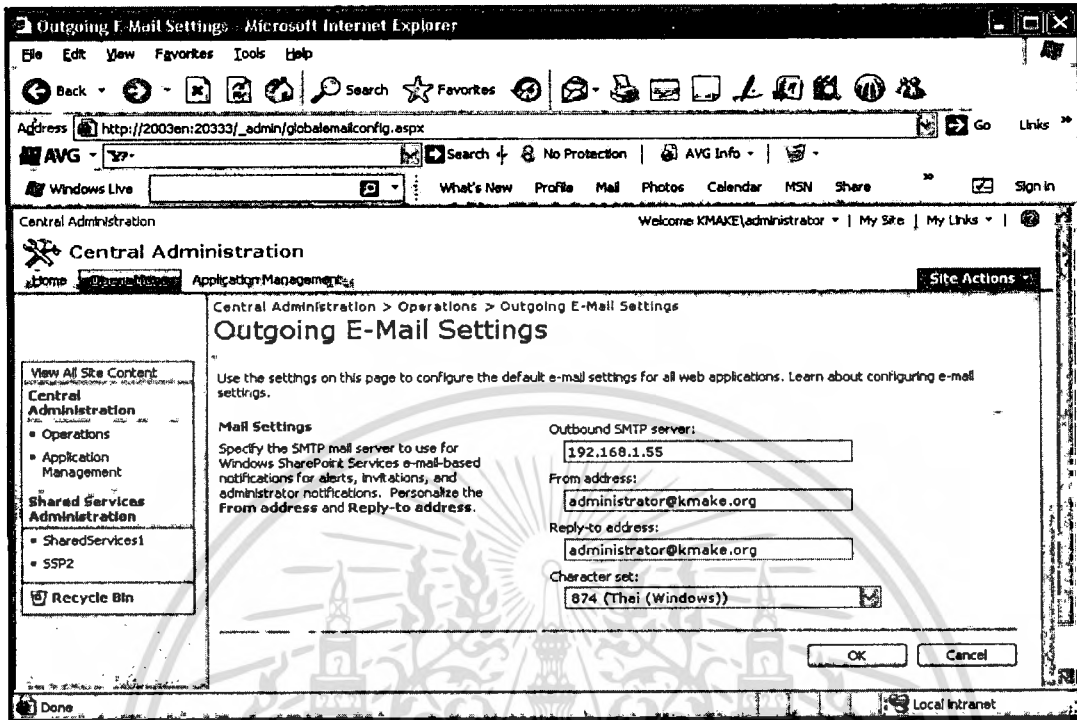 Outgoing E-Mail Settings - Microsoft Internet Explorer
File Edit View Favorites Tools Help
Back Search Favorites
Address http://2003en:20333/_admin/globalemailconfig.aspx Go Links »
AVG Search No Protection AVG Info
Windows Live What's New Profile Mail Photos Calendar MSN Share » Sign in
Central Administration Welcome KMAKE\administrator | My Site | My Links |
Central Administration
Home Operations Application Management Site Actions
Central Administration > Operations > Outgoing E-Mail Settings
Outgoing E-Mail Settings
View All Site Content
Central Administration
Operations
Application Management
Shared Services Administration
SharedServices1
SSP2
Recycle Bin
Use the settings on this page to configure the default e-mail settings for all web applications. Learn about configuring e-mail
settings.
Mail Settings
Specify the SMTP mail server to use for
Windows SharePoint Services e-mail-based
notifications for alerts, invitations, and
administrator notifications. Personalize the
From address and Reply-to address.
Outbound SMTP server:
192.168.1.55
From address:
administrator@kmake.org
Reply-to address:
administrator@kmake.org
Character set:
874 (Thai (Windows))
OK Cancel
Done Local intranet